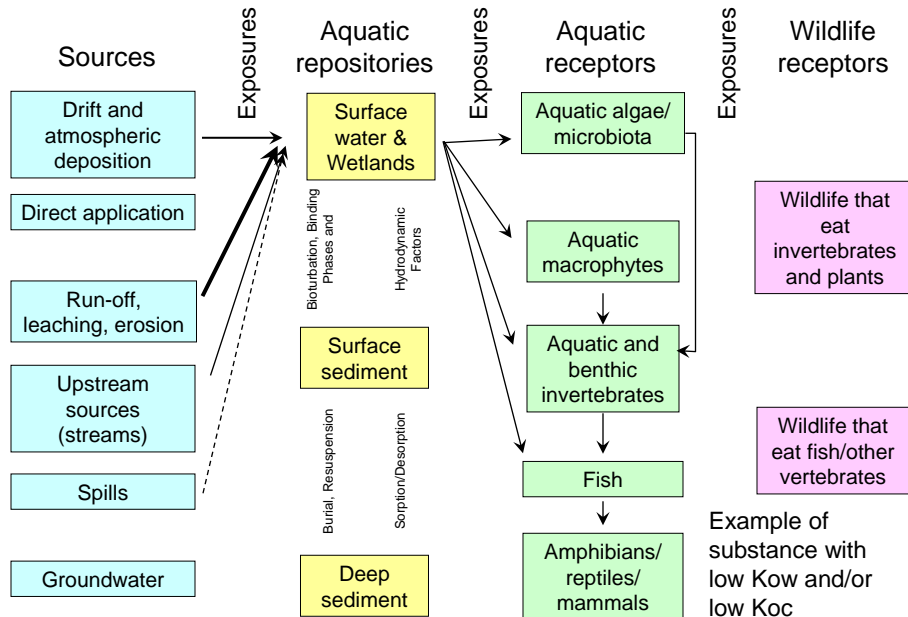 Sources
Exposures
Aquatic
repositories
Exposures
Aquatic
receptors
Exposures
Wildlife
receptors
Drift and
atmospheric
deposition
Direct application
Run-off,
leaching, erosion
Upstream
sources
(streams)
Spills
Groundwater
Surface
water &
Wetlands
Bioturbation, Binding
Phases and
Hydrodynamic
Factors
Surface
sediment
Burial, Resuspension
Sorption/Desorption
Deep
sediment
Aquatic algae/
microbiota
Aquatic
macrophytes
Aquatic and
benthic
invertebrates
Fish
Amphibians/
reptiles/
mammals
Wildlife that
eat
invertebrates
and plants
Wildlife that
eat fish/other
vertebrates
Example of
substance with
low Kow and/or
low Koc